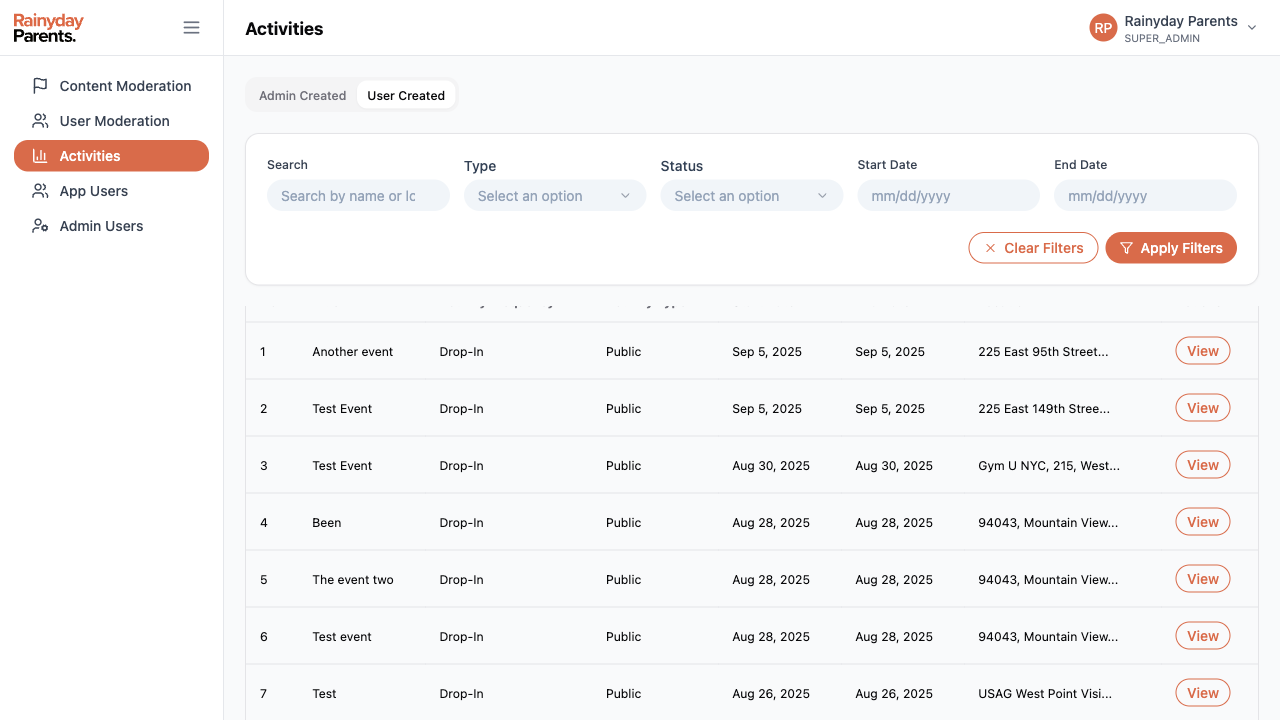 Rainyday
Parents.
Activities
RP
Rainyday Parents
SUPER_ADMIN
Content Moderation
User Moderation
Activities
App Users
Admin Users
Admin Created
User Created
Search
Type
Status
Start Date
End Date
Search by name or lc
Select an option
Select an option
mm/dd/yyyy
mm/dd/yyyy
Clear Filters
Apply Filters
1 Another event Drop-In Public Sep 5, 2025 Sep 5, 2025 225 East 95th Street... View
2 Test Event Drop-In Public Sep 5, 2025 Sep 5, 2025 225 East 149th Stree... View
3 Test Event Drop-In Public Aug 30, 2025 Aug 30, 2025 Gym U NYC, 215, West... View
4 Been Drop-In Public Aug 28, 2025 Aug 28, 2025 94043, Mountain View... View
5 The event two Drop-In Public Aug 28, 2025 Aug 28, 2025 94043, Mountain View... View
6 Test event Drop-In Public Aug 28, 2025 Aug 28, 2025 94043, Mountain View... View
7 Test Drop-In Public Aug 26, 2025 Aug 26, 2025 USAG West Point Visi... View